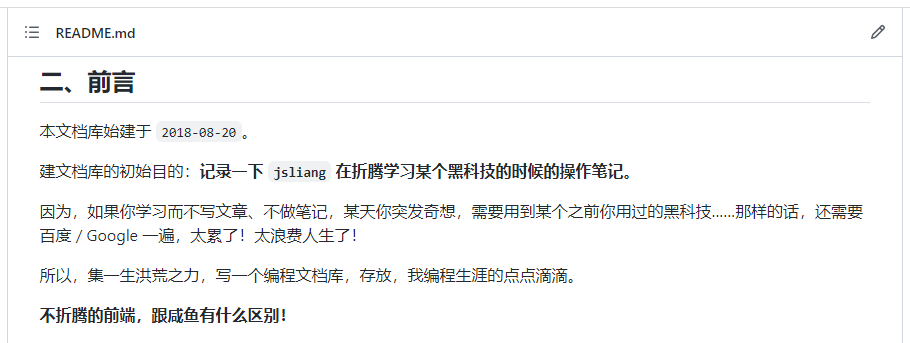 README.md
二、前言
本文档库始建于 2018-08-20。
建文档库的初始目的：记录一下 jsliang 在折腾学习某个黑科技的时候的操作笔记。
因为，如果你学习而不写文章、不做笔记，某天你突发奇想，需要用到某个之前你用过的黑科技……那样的话，还需要
百度 / Google 一遍，太累了！太浪费人生了！
所以，集一生洪荒之力，写一个编程文档库，存放，我编程生涯的点点滴滴。
不折腾的前端，跟咸鱼有什么区别！